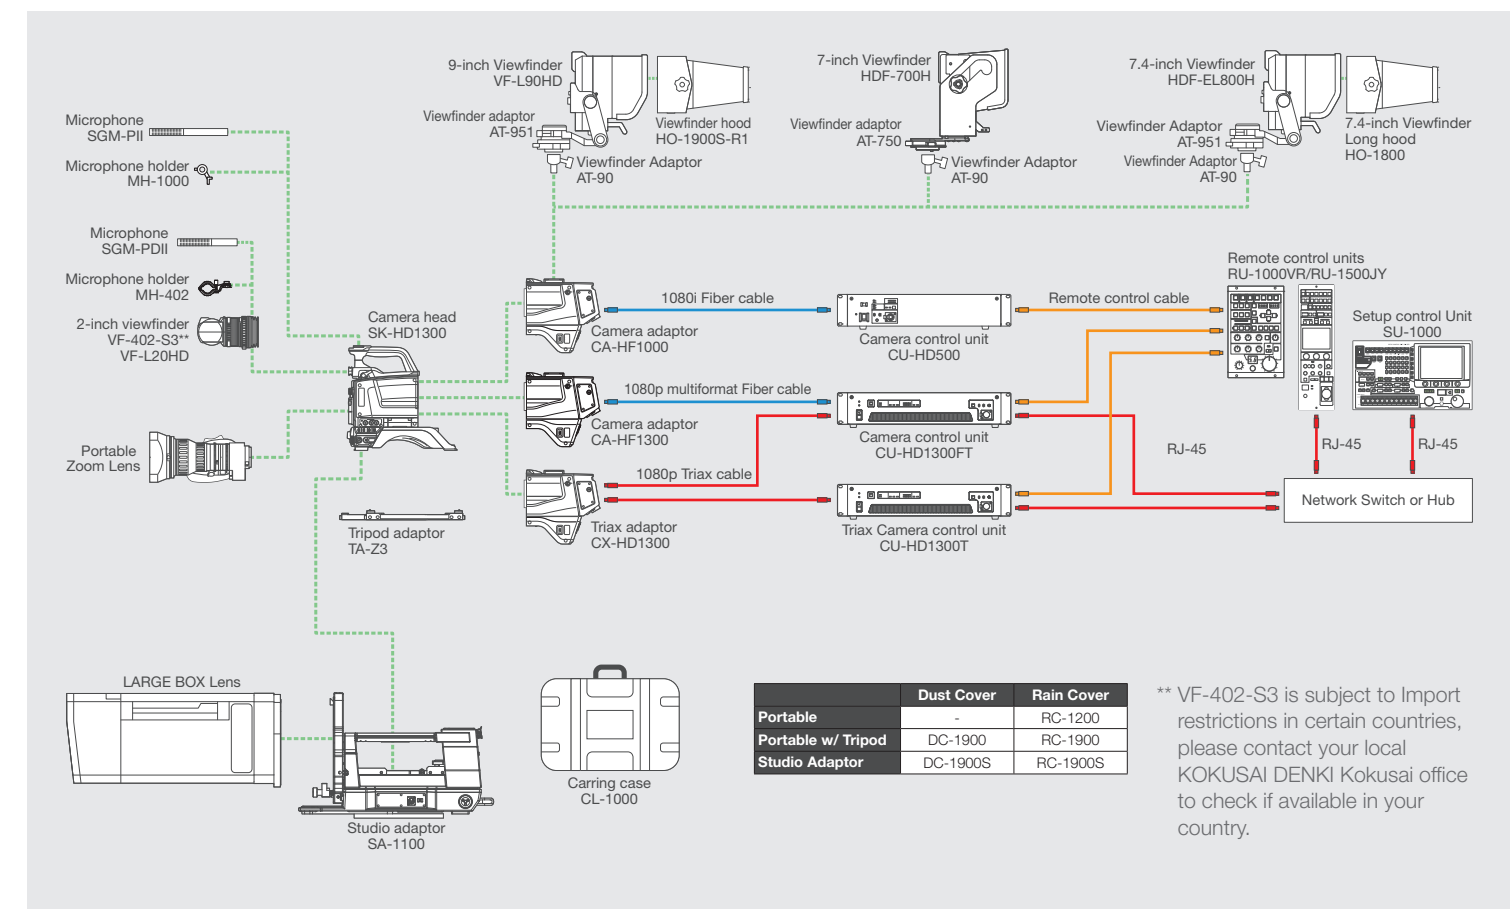 9-inch Viewfinder
VF-L90HD
Viewfinder adaptor
AT-951
Viewfinder hood
HO-1900S-R1
Viewfinder Adaptor
AT-90
7-inch Viewfinder
HDF-700H
Viewfinder adaptor
AT-750
Viewfinder Adaptor
AT-90
7.4-inch Viewfinder
HDF-EL800H
Viewfinder Adaptor
AT-951
Viewfinder Adaptor
AT-90
7.4-inch Viewfinder
Long hood
HO-1800
Microphone
SGM-PII
Microphone holder
MH-1000
Microphone
SGM-PDII
Microphone holder
MH-402
2-inch viewfinder
VF-402-S3**
VF-L20HD
Camera head
SK-HD1300
Portable
Zoom Lens
Tripod adaptor
TA-Z3
1080i Fiber cable
Camera adaptor
CA-HF1000
Camera control unit
CU-HD500
Remote control cable
Remote control units
RU-1000VR/RU-1500JY
Setup control Unit
SU-1000
1080p multiformat Fiber cable
Camera adaptor
CA-HF1300
Camera control unit
CU-HD1300FT
RJ-45
RJ-45
RJ-45
1080p Triax cable
Triax adaptor
CX-HD1300
Triax Camera control unit
CU-HD1300T
Network Switch or Hub
LARGE BOX Lens
Studio adaptor
SA-1100
Carring case
CL-1000
Dust Cover Rain Cover
Portable - RC-1200
Portable w/ Tripod DC-1900 RC-1900
Studio Adaptor DC-1900S RC-1900S
** VF-402-S3 is subject to Import
restrictions in certain countries,
please contact your local
KOKUSAI DENKI Kokusai office
to check if available in your
country.